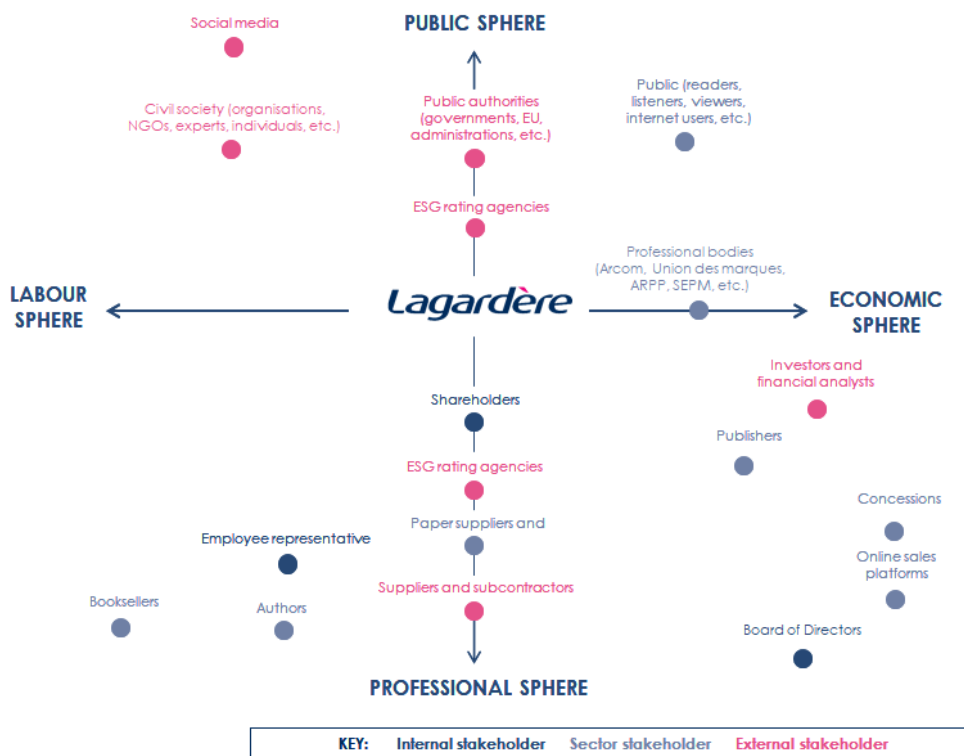 Social media
PUBLIC SPHERE
Civil society (organisations,
NGOs, experts, individuals, etc.)
Public authorities
(governments, EU,
administrations, etc.)
Public (readers,
listeners, viewers,
internet users, etc.)
ESG rating agencies
Professional bodies
(Arcom, Union des marques,
ARPP, SEPM, etc.)
LABOUR
SPHERE
Lagardère
ECONOMIC
SPHERE
Shareholders
Investors and
financial analysts
ESG rating agencies
Publishers
Paper suppliers and
Concessions
Employee representative
Online sales
platforms
Suppliers and subcontractors
Booksellers
Authors
Board of Directors
PROFESSIONAL SPHERE
KEY: Internal stakeholder Sector stakeholder External stakeholder